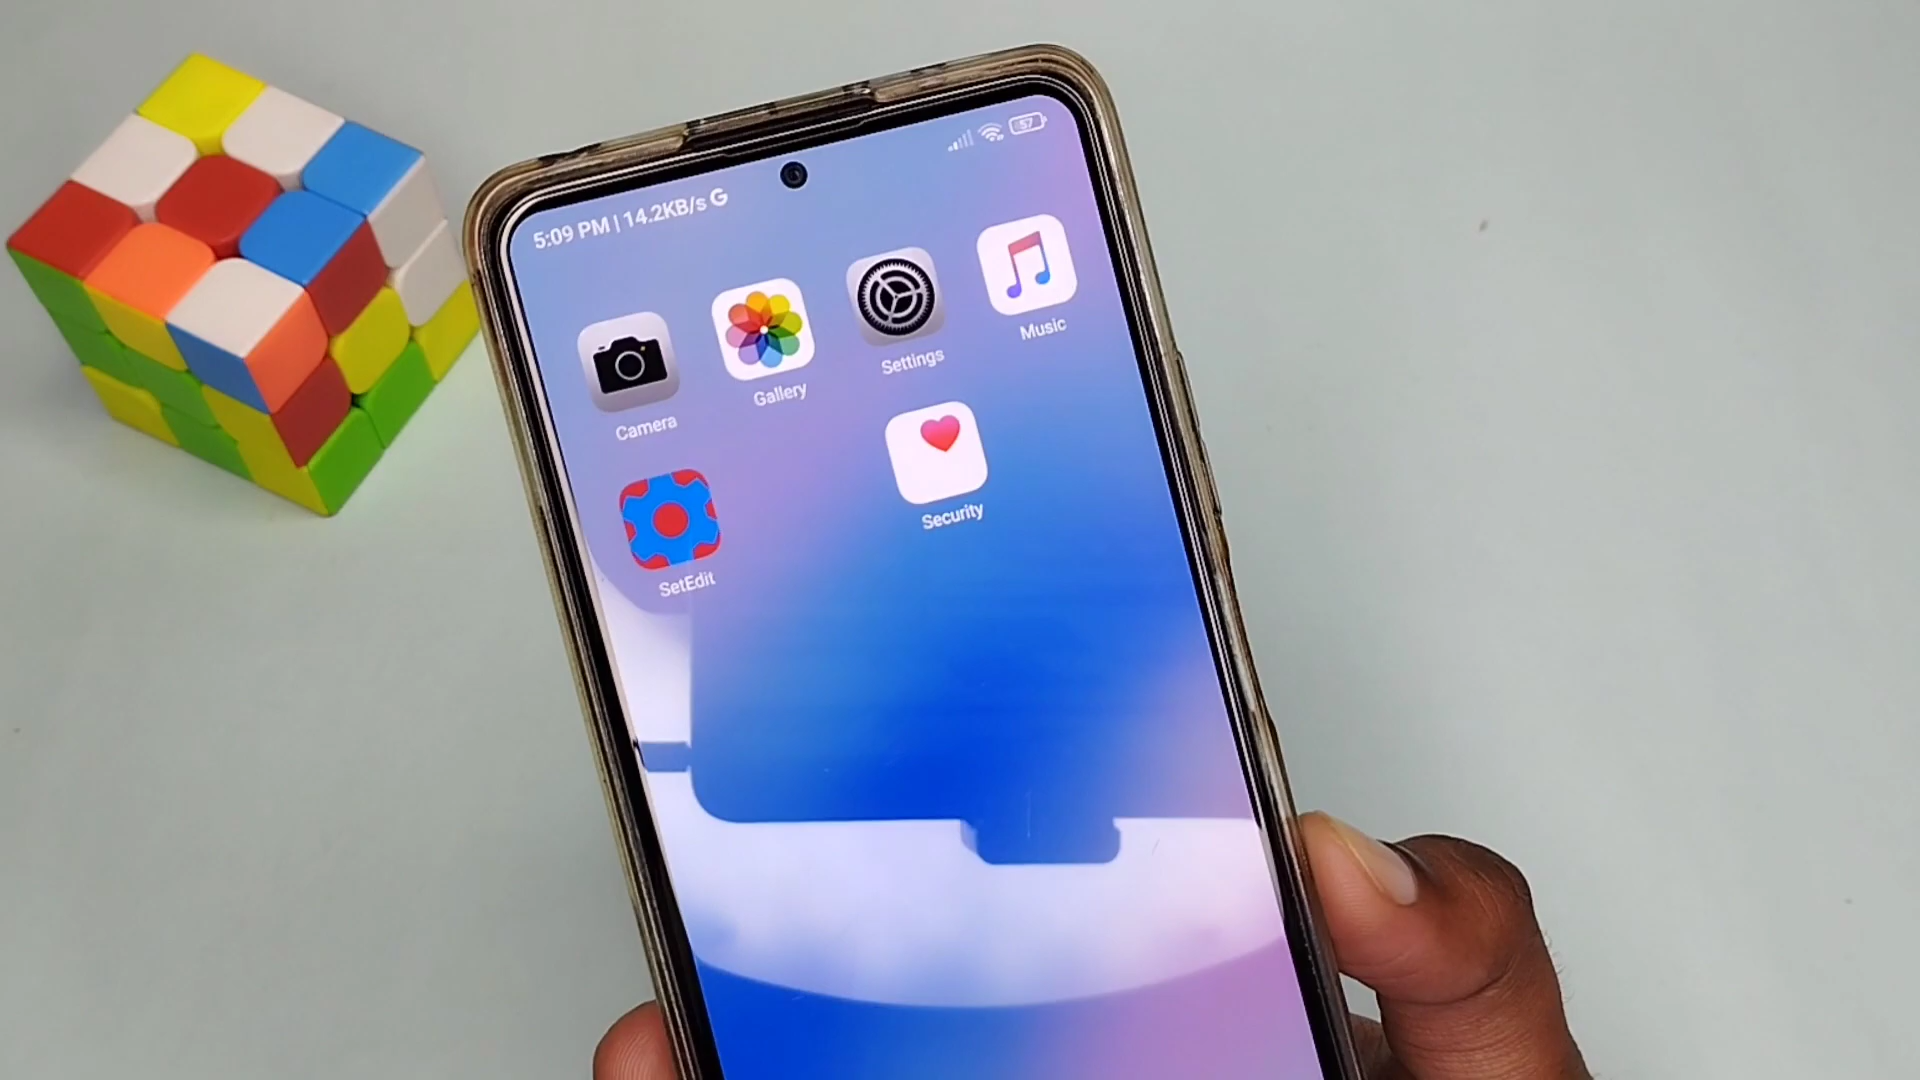 5:09 PM | 14.2KB/s G
57
Camera
Gallery
Settings
Music
SetEdit
Security